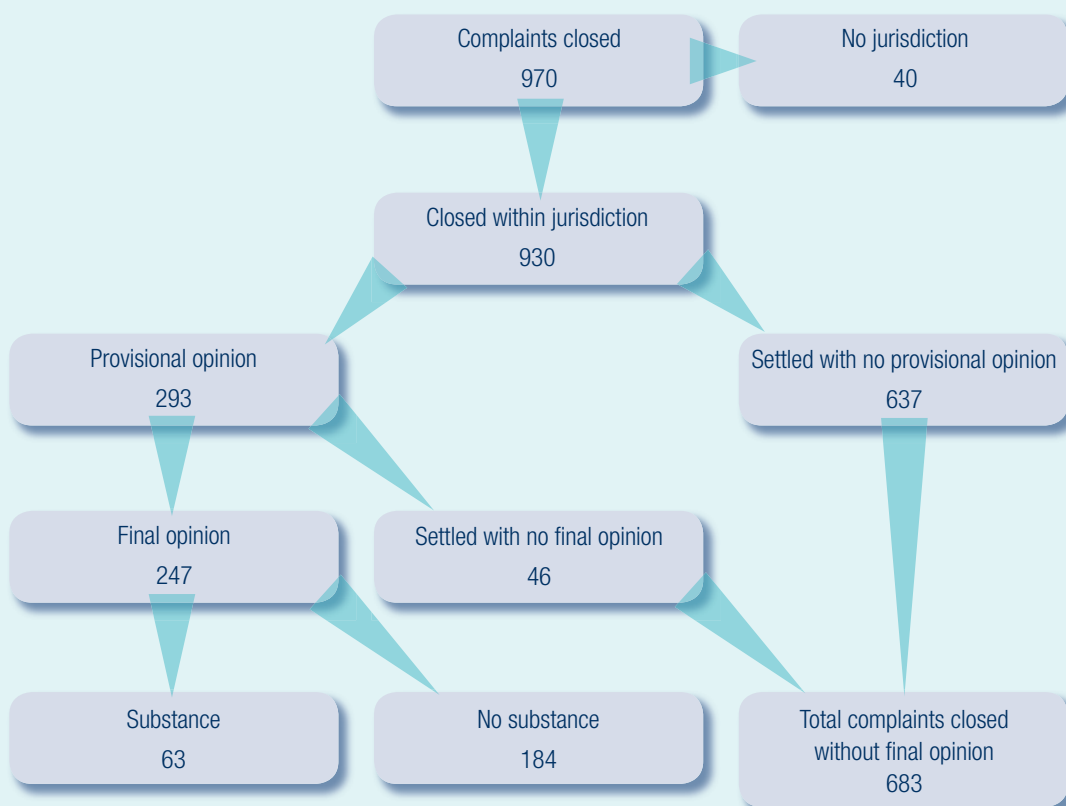 Complaints closed
970
No jurisdiction
40
Closed within jurisdiction
930
Provisional opinion
293
Settled with no provisional opinion
637
Final opinion
247
Settled with no final opinion
46
Substance
63
No substance
184
Total complaints closed
without final opinion
683